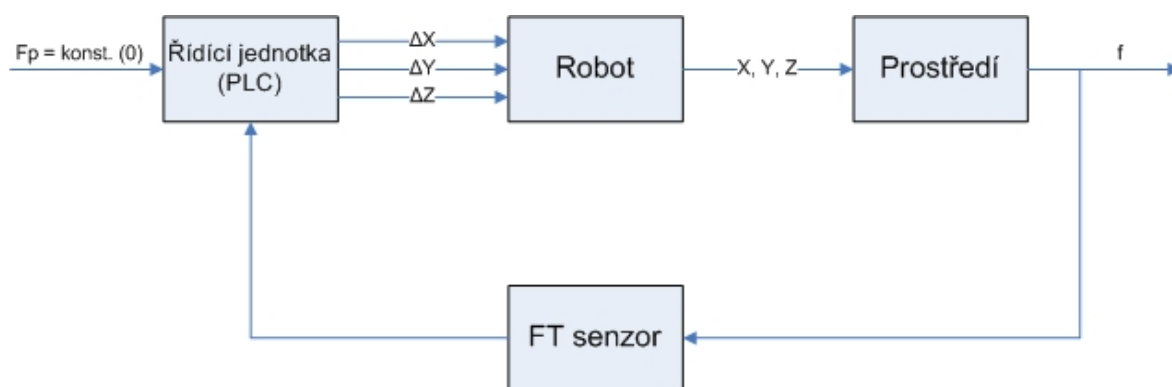 Fp = konst. (0)
Řídící jednotka
(PLC)
ΔX
ΔY
ΔZ
Robot
X, Y, Z
Prostředí
f
FT senzor